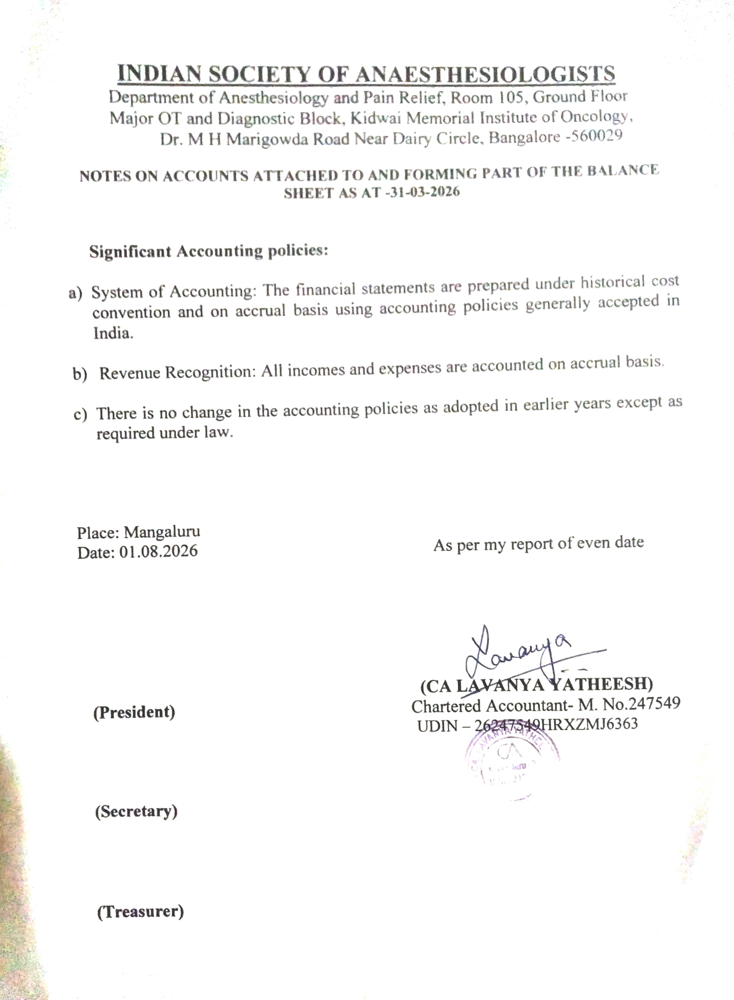 INDIAN SOCIETY OF ANAESTHESIOLOGISTS
Department of Anesthesiology and Pain Relief, Room 105, Ground Floor
Major OT and Diagnostic Block, Kidwai Memorial Institute of Oncology,
Dr. M H Marigowda Road Near Dairy Circle, Bangalore -560029
NOTES ON ACCOUNTS ATTACHED TO AND FORMING PART OF THE BALANCE
SHEET AS AT -31-03-2026
Significant Accounting policies:
a) System of Accounting: The financial statements are prepared under historical cost
convention and on accrual basis using accounting policies generally accepted in
India.
b) Revenue Recognition: All incomes and expenses are accounted on accrual basis.
c) There is no change in the accounting policies as adopted in earlier years except as
required under law.
Place: Mangaluru
Date: 01.08.2026
As per my report of even date
Lavanya
(CA LAVANYA YATHEESH)
Chartered Accountant- M. No.247549
UDIN – 26247549HRXZMJ6363
CA LAVANYA
CA
(President)
(Secretary)
(Treasurer)